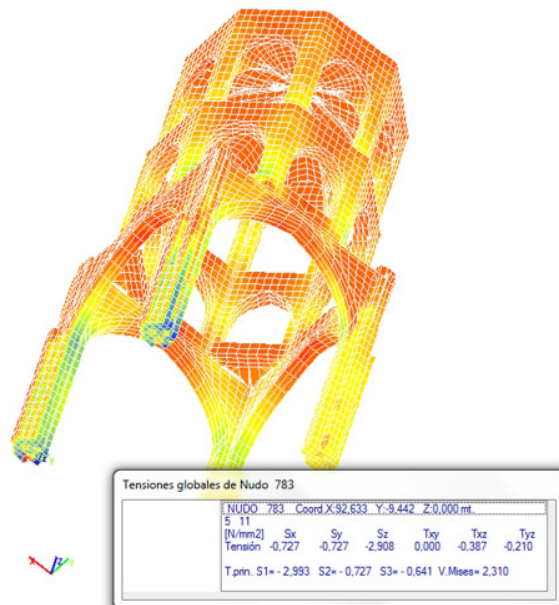 Tensiones globales de Nudo 783
NUDO 783 Coord.X:92,633 Y:-9,442 Z:0,000 mt.
5 11
[N/mm2] Sx Sy Sz Txy Txz Tyz
Tensión -0,727 -0,727 -2,908 0,000 -0,387 -0,210
T.prin. S1= - 2,993 S2= - 0,727 S3= - 0,641 V.Mises= 2,310